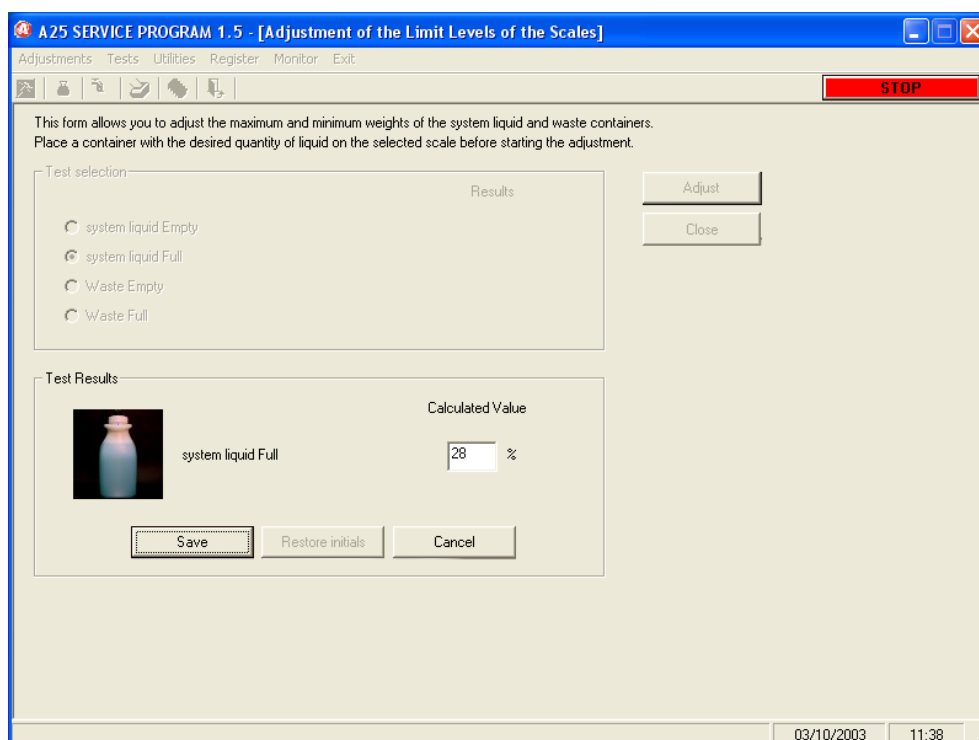 A25 SERVICE PROGRAM 1.5 - [Adjustment of the Limit Levels of the Scales]
Adjustments Tests Utilities Register Monitor Exit
STOP
This form allows you to adjust the maximum and minimum weights of the system liquid and waste containers.
Place a container with the desired quantity of liquid on the selected scale before starting the adjustment.
Test selection
Results
Adjust
system liquid Empty
Close
system liquid Full
Waste Empty
Waste Full
Test Results
Calculated Value
system liquid Full 28 %
Save Restore initials Cancel
03/10/2003 11:38